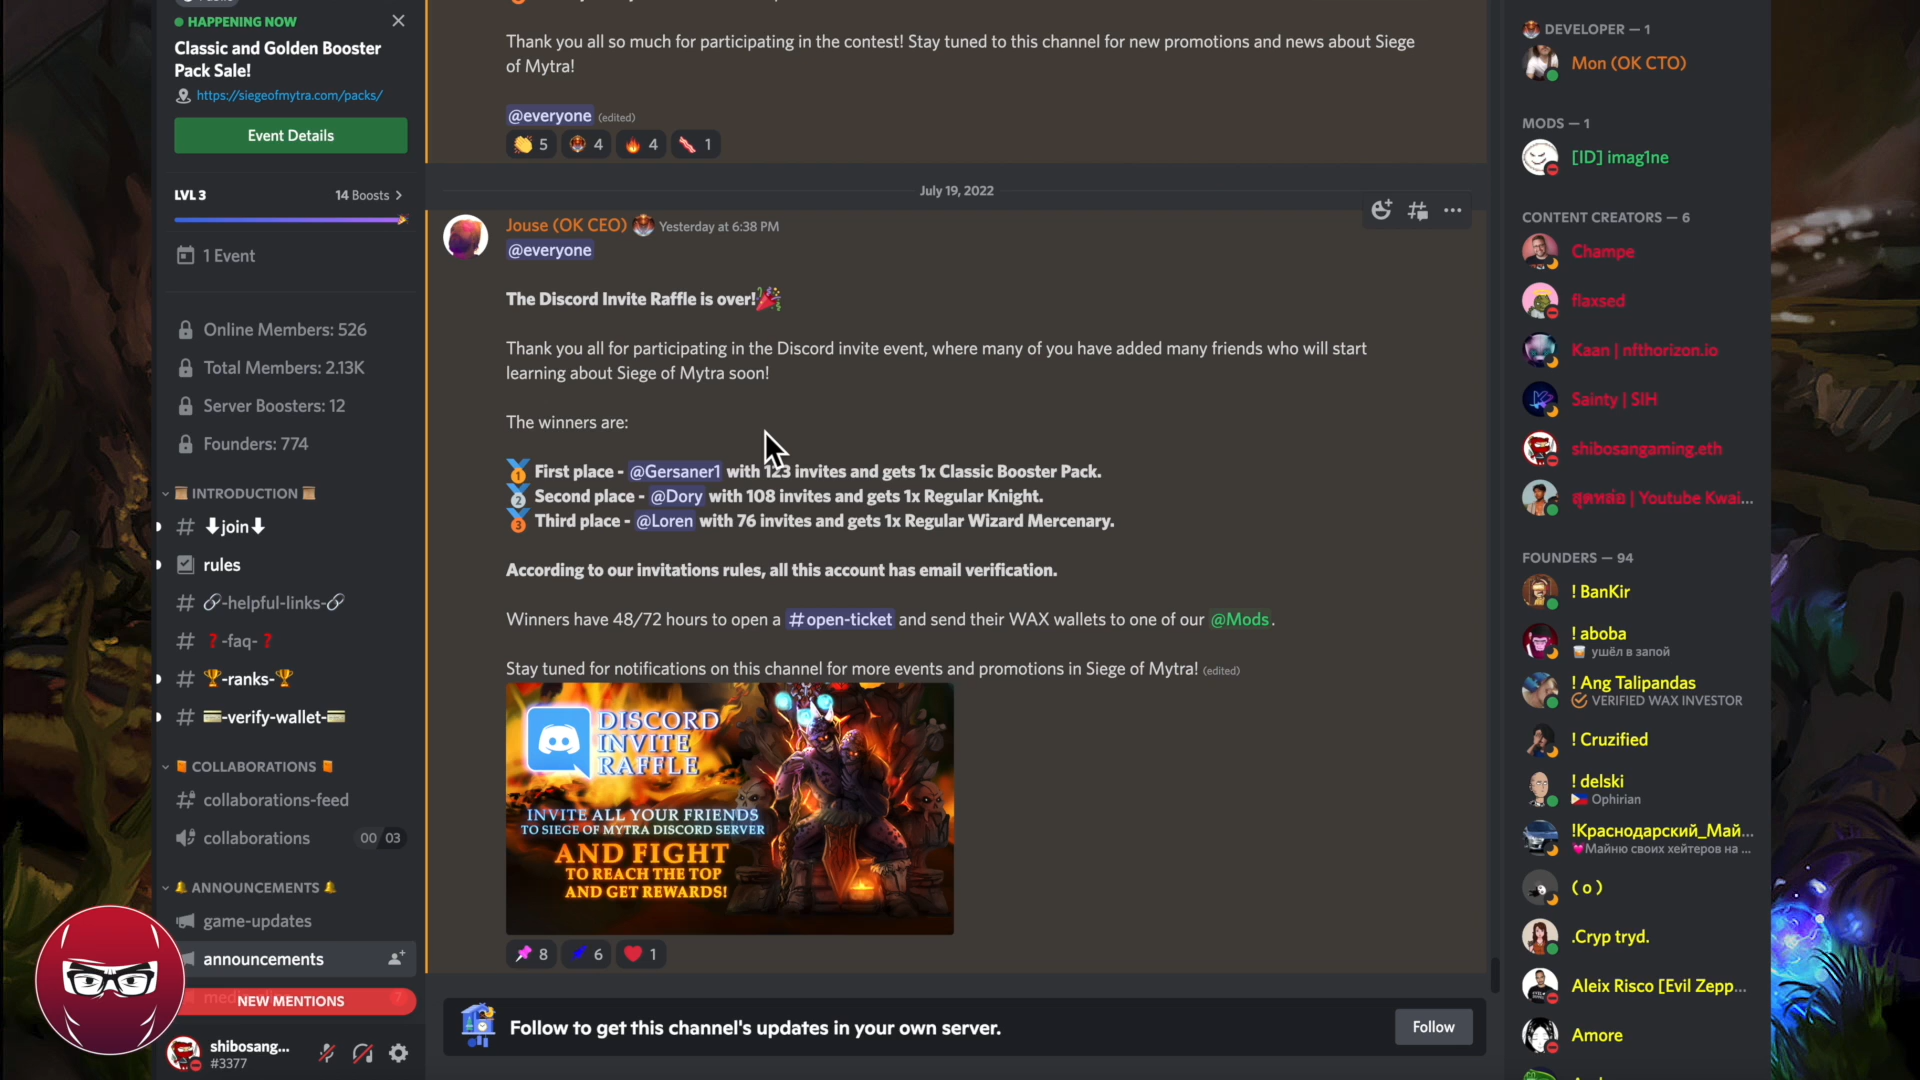 HAPPENING NOW
Classic and Golden Booster
Pack Sale!
https://siegeofmytra.com/packs/
Event Details
LVL 3
14 Boosts
1 Event
Online Members: 526
Total Members: 2.13K
Server Boosters: 12
Founders: 774
INTRODUCTION
⬇join⬇
rules
🔗-helpful-links-🔗
❓-faq-❓
🏆-ranks-🏆
💳-verify-wallet-💳
COLLABORATIONS
collaborations-feed
collaborations
00 03
ANNOUNCEMENTS
game-updates
announcements
NEW MENTIONS
7
shibosang...
#3377
Thank you all so much for participating in the contest! Stay tuned to this channel for new promotions and news about Siege
of Mytra!
@everyone (edited)
5
4
4
1
July 19, 2022
Jouse (OK CEO) Yesterday at 6:38 PM
@everyone
The Discord Invite Raffle is over!🎉
Thank you all for participating in the Discord invite event, where many of you have added many friends who will start
learning about Siege of Mytra soon!
The winners are:
🥇 First place - @Gersaner1 with 123 invites and gets 1x Classic Booster Pack.
🥈 Second place - @Dory with 108 invites and gets 1x Regular Knight.
🥉 Third place - @Loren with 76 invites and gets 1x Regular Wizard Mercenary.
According to our invitations rules, all this account has email verification.
Winners have 48/72 hours to open a #open-ticket and send their WAX wallets to one of our @Mods.
Stay tuned for notifications on this channel for more events and promotions in Siege of Mytra! (edited)
DISCORD
INVITE
RAFFLE
INVITE ALL YOUR FRIENDS
TO SIEGE OF MYTRA DISCORD SERVER
AND FIGHT
TO REACH THE TOP
AND GET REWARDS!
8
6
1
Follow to get this channel's updates in your own server.
Follow
DEVELOPER — 1
Mon (OK CTO)
MODS — 1
[ID] imag1ne
CONTENT CREATORS — 6
Champe
flaxsed
Kaan | nfthorizon.io
Sainty | SIH
shibosangaming.eth
สุดหล่อ | Youtube Kwai...
FOUNDERS — 94
! BanKir
! aboba
ушёл в запой
! Ang Talipandas
VERIFIED WAX INVESTOR
! Cruzified
! delski
Ophirian
!Краснодарский_Май...
Майню своих хейтеров на ...
( o )
.Cryp tryd.
Aleix Risco [Evil Zepp...
Amore